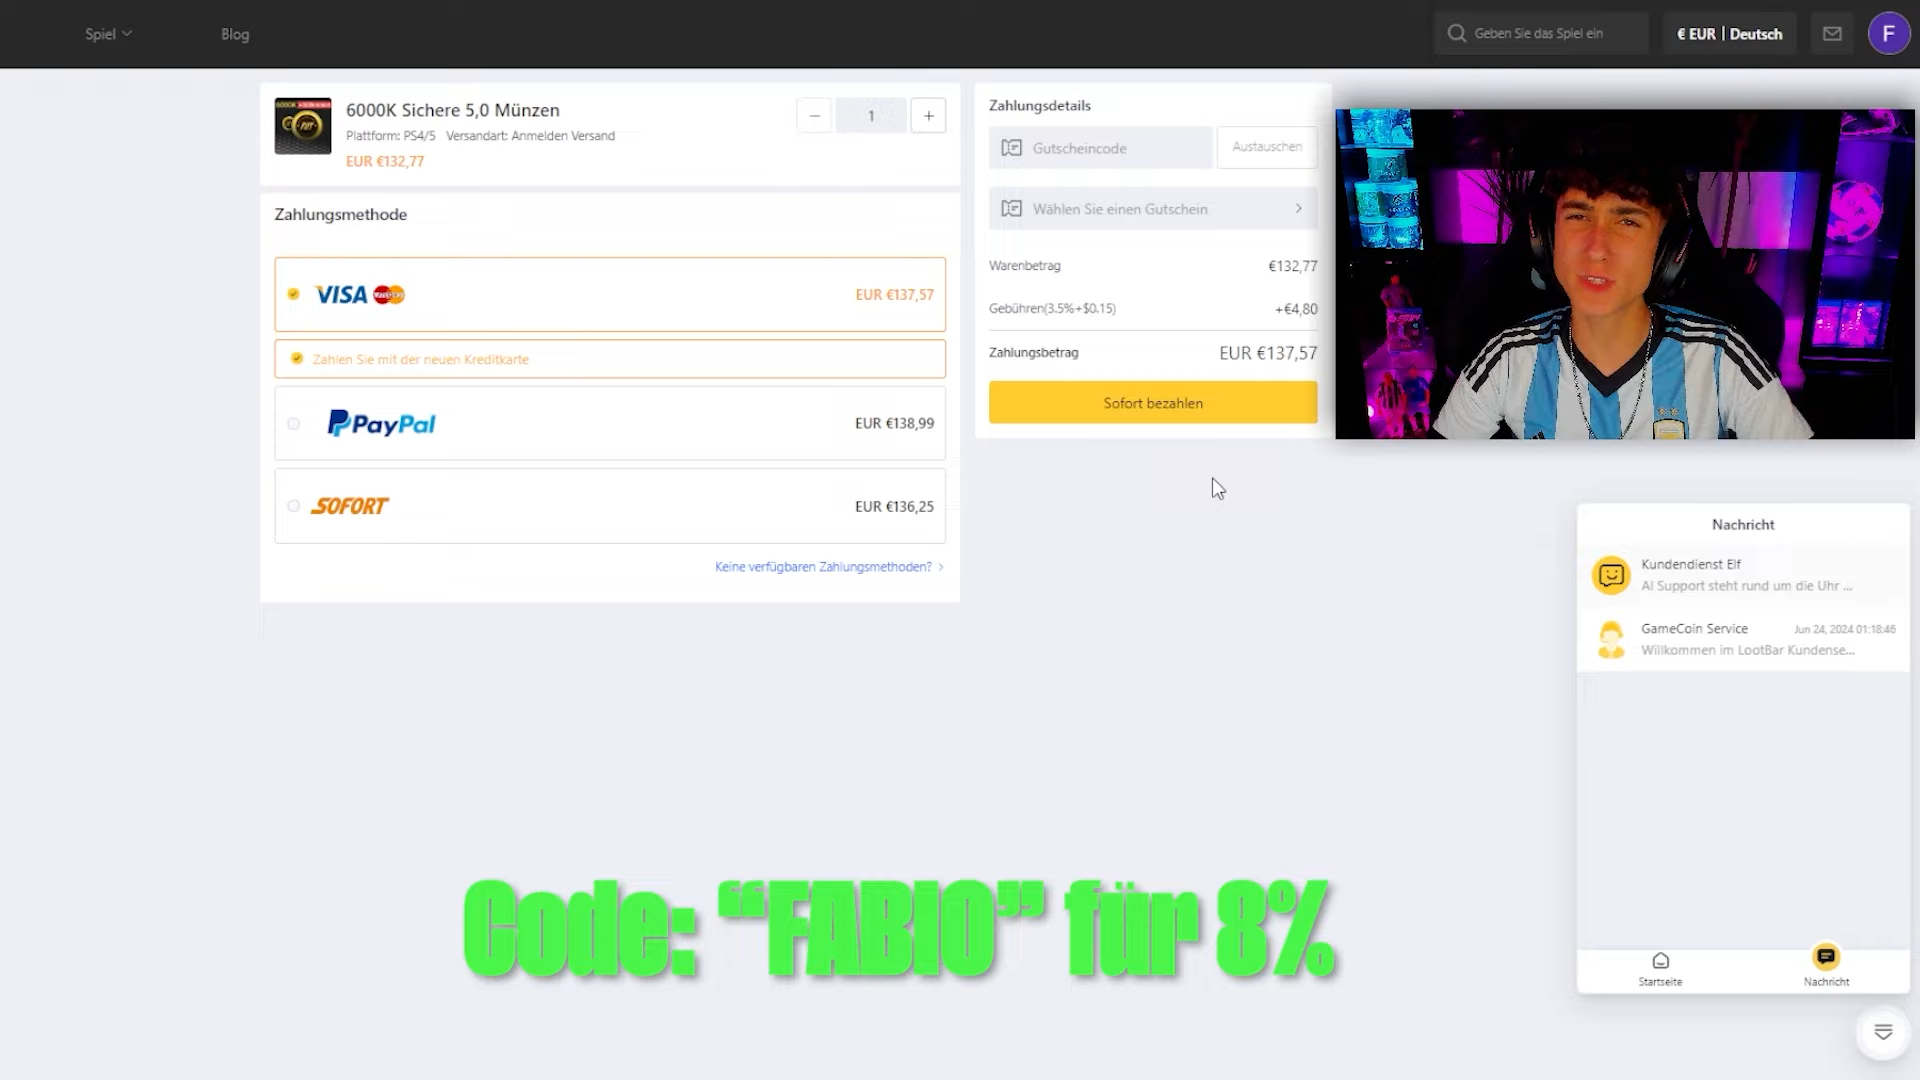 Spiel
Blog
Geben Sie das Spiel ein
€ EUR | Deutsch
F
6000K Sichere 5,0 Münzen
Plattform: PS4/5 Versandart: Anmelden Versand
EUR €132,77
1
Zahlungsmethode
VISA MasterCard
EUR €137,57
Zahlen Sie mit der neuen Kreditkarte
PayPal
EUR €138,99
SOFORT
EUR €136,25
Keine verfügbaren Zahlungsmethoden? >
Zahlungsdetails
Gutscheincode
Austauschen
Wählen Sie einen Gutschein
Warenbetrag
€132,77
Gebühren(3.5%+$0.15)
+€4,80
Zahlungsbetrag
EUR €137,57
Sofort bezahlen
Nachricht
Kundendienst Elf
AI Support steht rund um die Uhr ...
GameCoin Service
Jun 24, 2024 01:18:46
Willkommen im LootBar Kundense...
Startseite
Nachricht
Code: “FABIO” für 8%